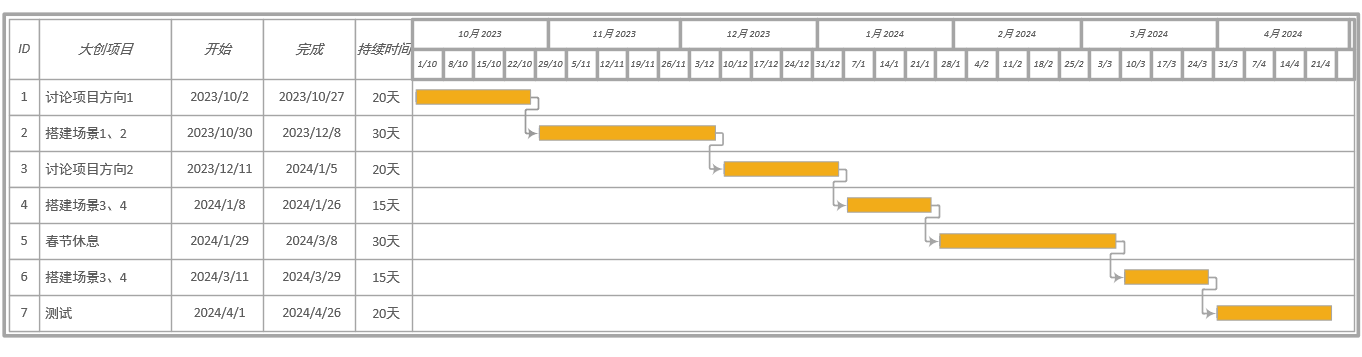 ID 大创项目 开始 完成 持续时间 10月 2023 11月 2023 12月 2023 1月 2024 2月 2024 3月 2024 4月 2024
1/10 8/10 15/10 22/10 29/10 5/11 12/11 19/11 26/11 3/12 10/12 17/12 24/12 31/12 7/1 14/1 21/1 28/1 4/2 11/2 18/2 25/2 3/3 10/3 17/3 24/3 31/3 7/4 14/4 21/4
1 讨论项目方向1 2023/10/2 2023/10/27 20天
2 搭建场景1、2 2023/10/30 2023/12/8 30天
3 讨论项目方向2 2023/12/11 2024/1/5 20天
4 搭建场景3、4 2024/1/8 2024/1/26 15天
5 春节休息 2024/1/29 2024/3/8 30天
6 搭建场景3、4 2024/3/11 2024/3/29 15天
7 测试 2024/4/1 2024/4/26 20天